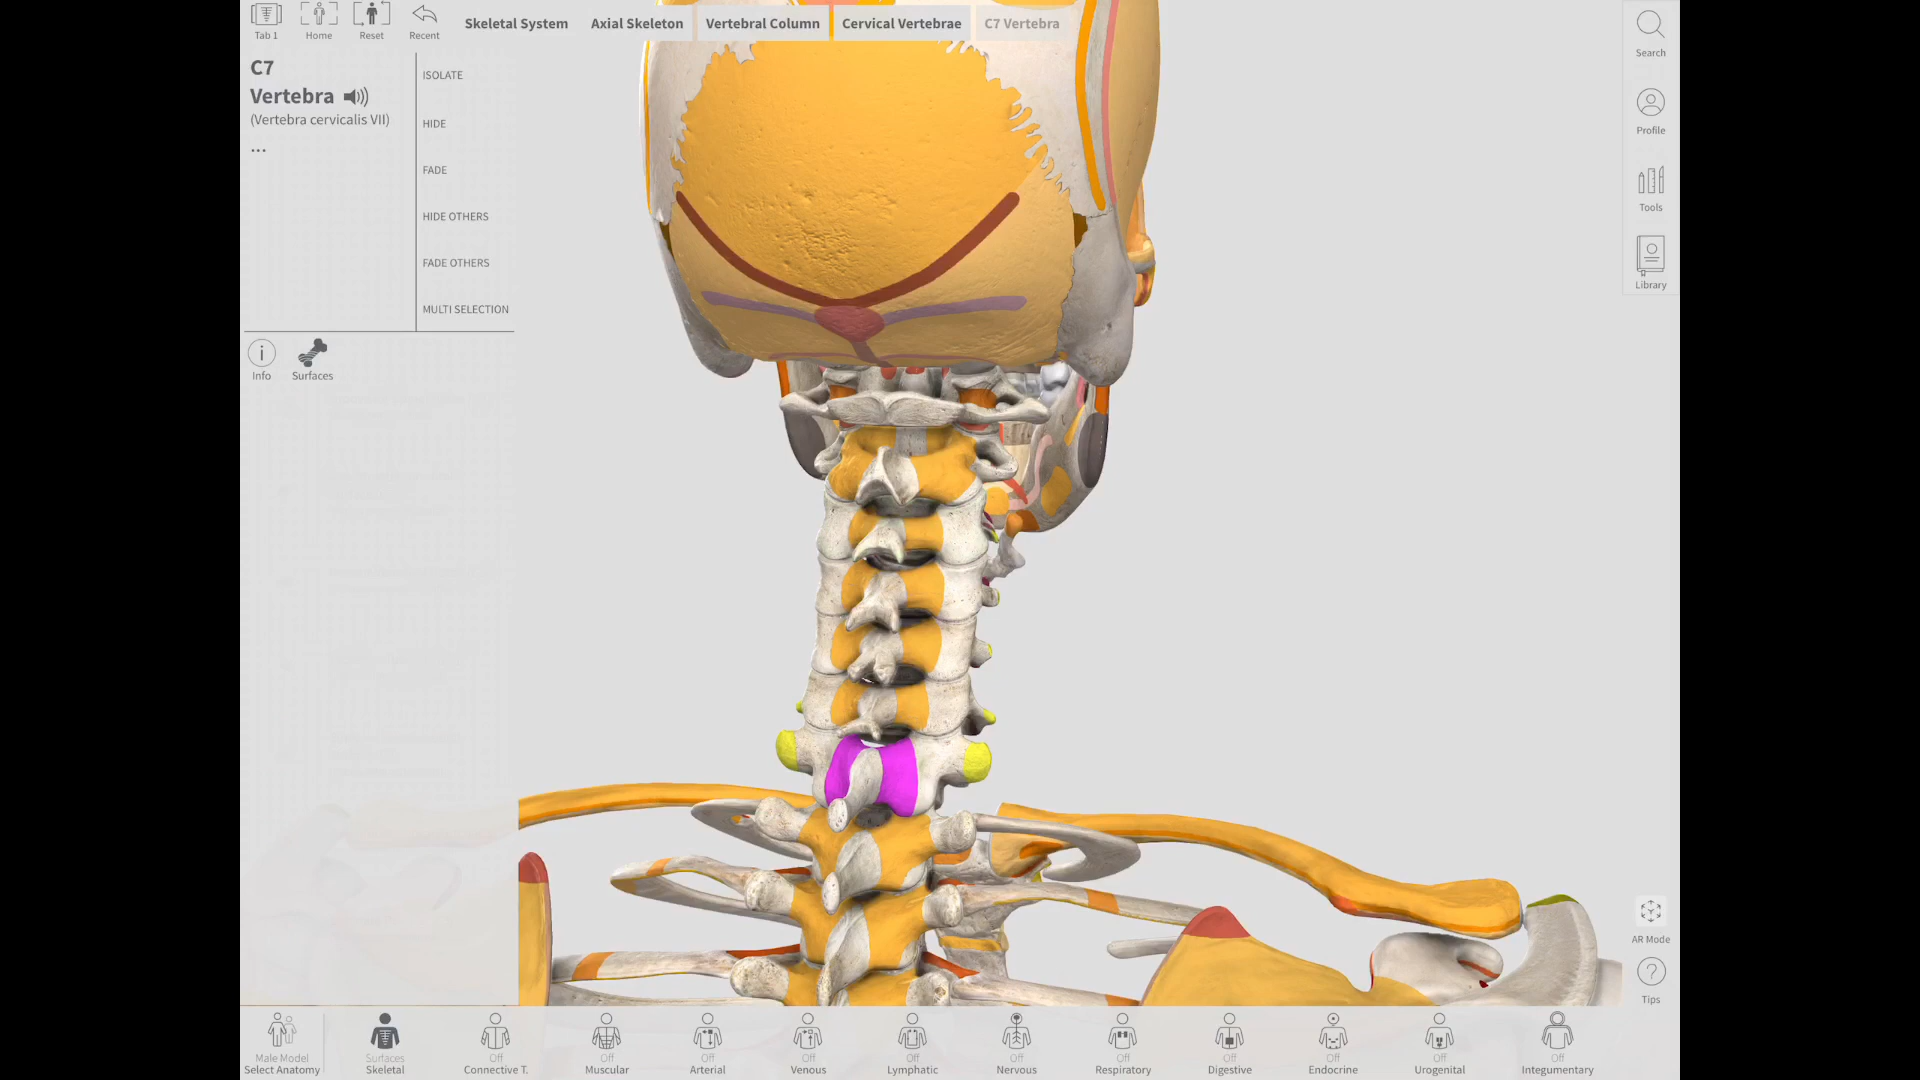 Tab 1
Home
Reset
Recent
Skeletal System
Axial Skeleton
Vertebral Column
Cervical Vertebrae
C7 Vertebra
C7
Vertebra
(Vertebra cervicalis VII)
...
ISOLATE
HIDE
FADE
HIDE OTHERS
FADE OTHERS
MULTI SELECTION
i
Info
Surfaces
Search
Profile
Tools
Library
AR Mode
?
Tips
Male Model
Select Anatomy
Surfaces
Skeletal
Off
Connective T.
Off
Muscular
Off
Arterial
Off
Venous
Off
Lymphatic
Off
Nervous
Off
Respiratory
Off
Digestive
Off
Endocrine
Off
Urogenital
Off
Integumentary